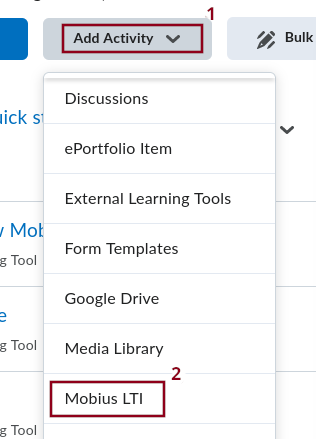 1
Add Activity
Bulk
Discussions
uick st
ePortfolio Item
External Learning Tools
w Mob
Form Templates
g Tool
Google Drive
e
Media Library
g Tool
2
Mobius LTI
g Tool